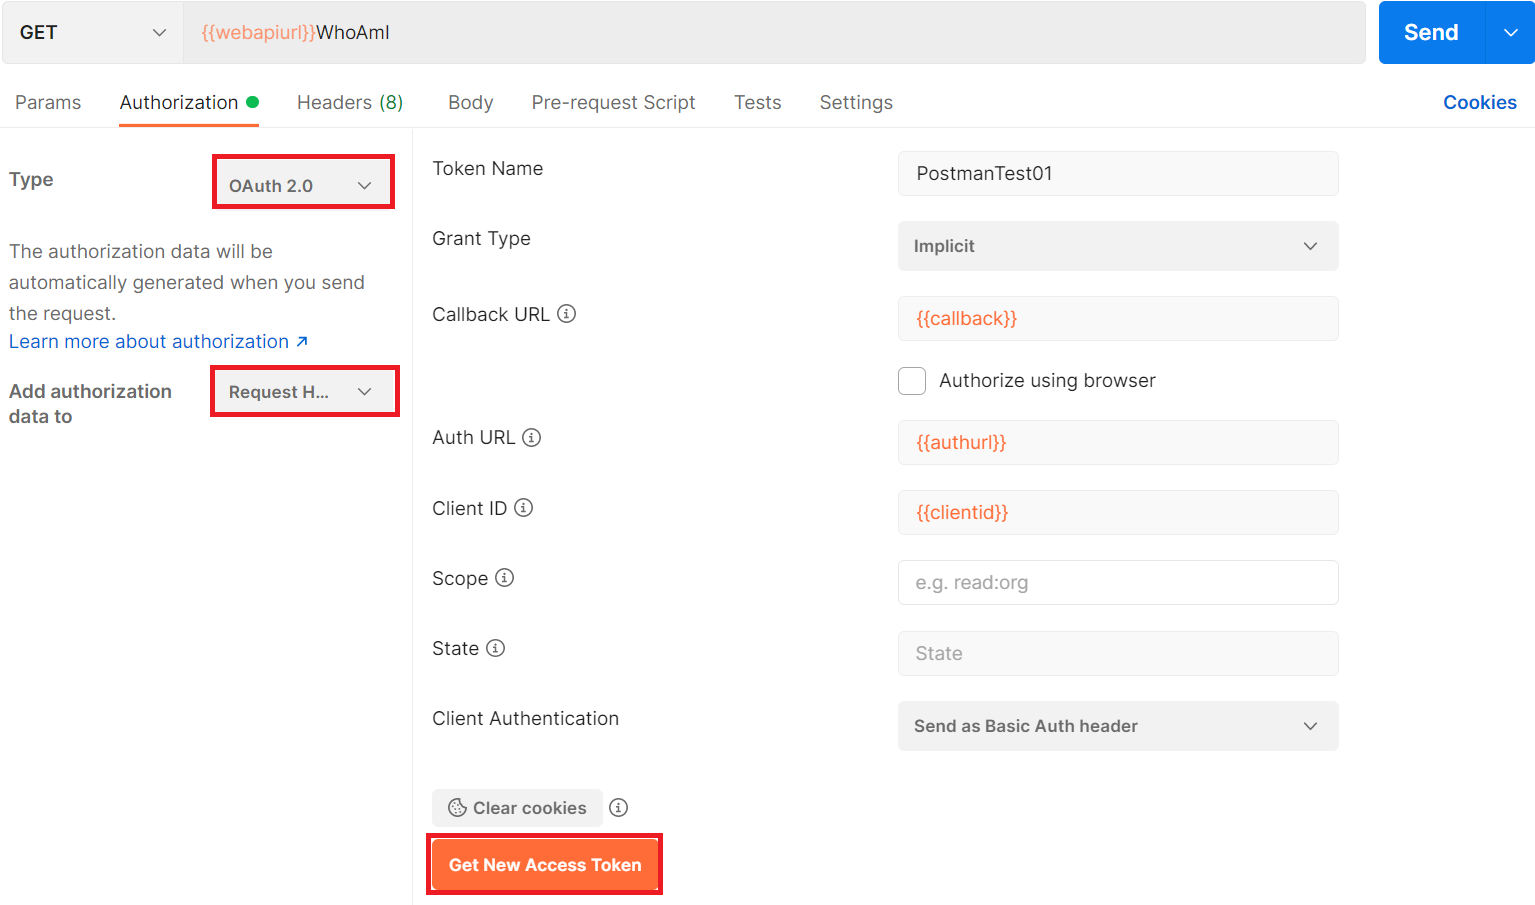 GET
{{webapiurl}}WhoAmI
Send
Params
Authorization
Headers (8)
Body
Pre-request Script
Tests
Settings
Cookies
Type
OAuth 2.0
The authorization data will be
automatically generated when you send
the request.
Learn more about authorization ↗
Add authorization
data to
Request H...
Token Name
PostmanTest01
Grant Type
Implicit
Callback URL
{{callback}}
Authorize using browser
Auth URL
{{authurl}}
Client ID
{{clientid}}
Scope
e.g. read:org
State
State
Client Authentication
Send as Basic Auth header
Clear cookies
Get New Access Token